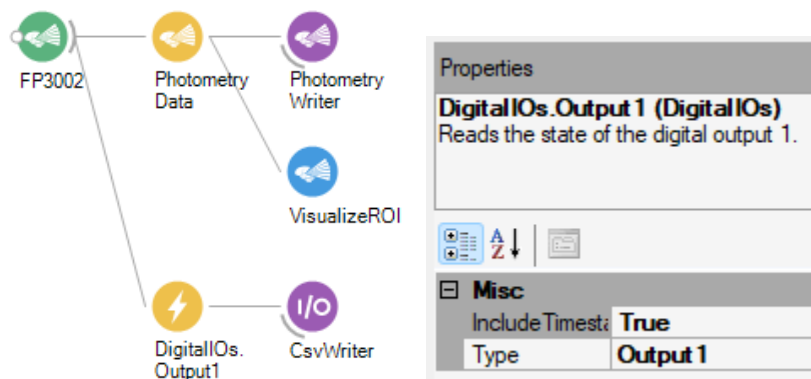 FP3002
Photometry
Data
Photometry
Writer
VisualizeROI
DigitalIOs.
Output1
I/O
CsvWriter
Properties
DigitalIOs.Output1 (DigitalIOs)
Reads the state of the digital output 1.
A
Z
Misc
IncludeTimesta True
Type Output1